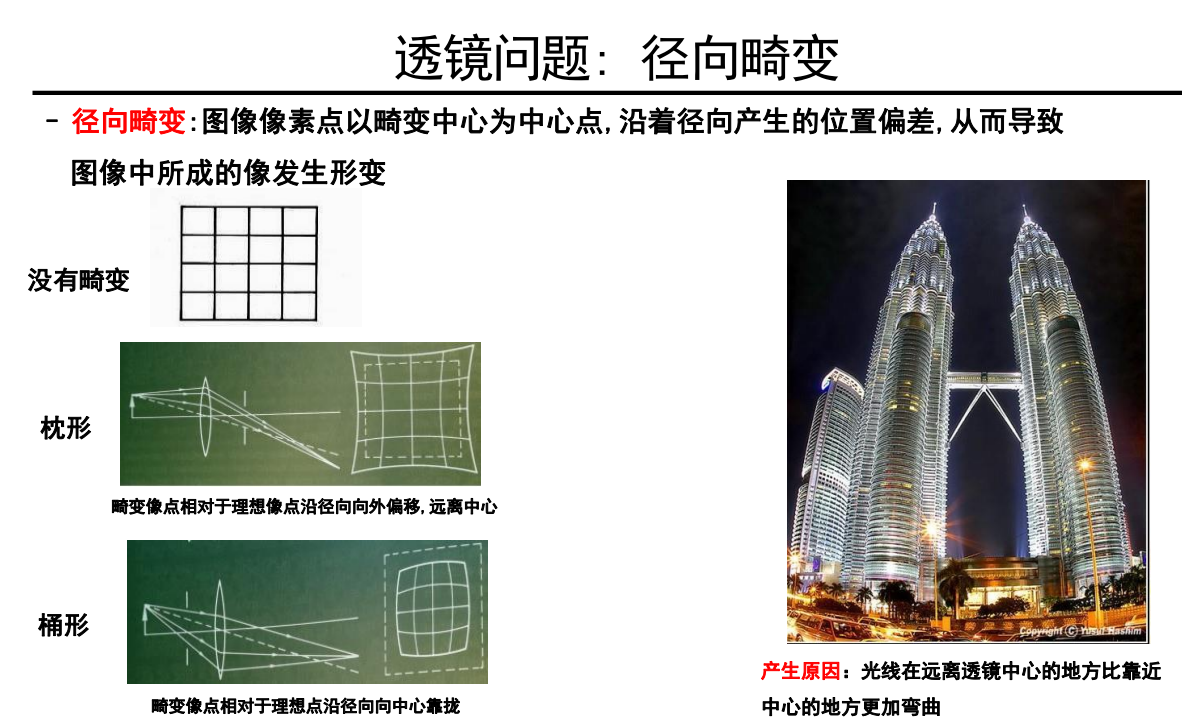 透镜问题: 径向畸变
- 径向畸变:图像像素点以畸变中心为中心点,沿着径向产生的位置偏差,从而导致
图像中所成的像发生形变
没有畸变
枕形
畸变像点相对于理想像点沿径向向外偏移,远离中心
桶形
畸变像点相对于理想点沿径向向中心靠拢
Copyright (C) Yusuf Hashim
产生原因：光线在远离透镜中心的地方比靠近
中心的地方更加弯曲